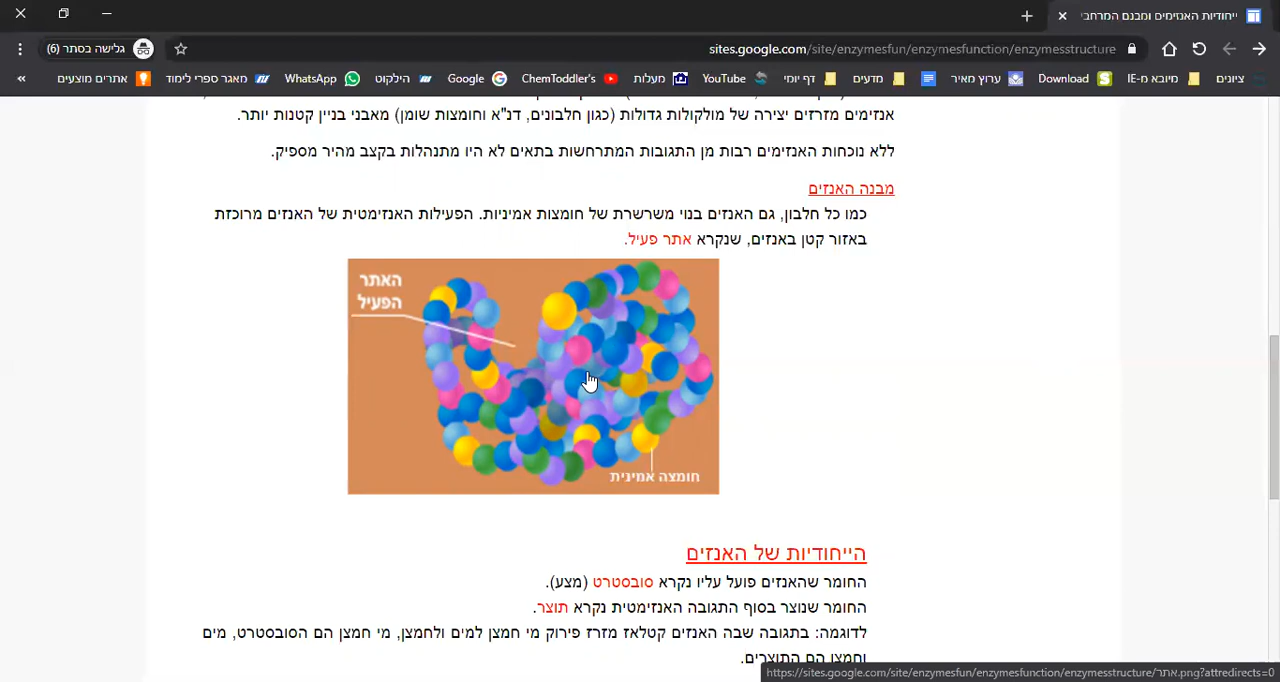 ייחודיות האנזימים ומבנם המרחבי
sites.google.com/site/enzymesfun/enzymesfunction/enzymesstructure
גלישה בסתר (6)
ציונים
מיובא מ-IE
Download
ערוץ מאיר
מדעים
דף יומי
YouTube
מעלות
ChemToddler's
Google
הילקוט
WhatsApp
מאגר ספרי לימוד
אתרים מוצעים
«
אנזימים מזרזים יצירה של מולקולות גדולות (כגון חלבונים, דנ"א וחומצות שומן) מאבני בניין קטנות יותר.
ללא נוכחות האנזימים רבות מן התגובות המתרחשות בתאים לא היו מתנהלות בקצב מהיר מספיק.
מבנה האנזים
כמו כל חלבון, גם האנזים בנוי משרשרת של חומצות אמיניות. הפעילות האנזימטית של האנזים מרוכזת
באזור קטן באנזים, שנקרא אתר פעיל.
האתר
הפעיל
חומצה אמינית
הייחודיות של האנזים
החומר שהאנזים פועל עליו נקרא סובסטרט (מצע).
החומר שנוצר בסוף התגובה האנזימטית נקרא תוצר.
לדוגמה: בתגובה שבה האנזים קטלאז מזרז פירוק מי חמצן למים ולחמצן, מי חמצן הם הסובסטרט, מים
וחמצן הם התוצרים.
https://sites.google.com/site/enzymesfun/enzymesfunction/enzymesstructure/אתר.png?attredirects=0